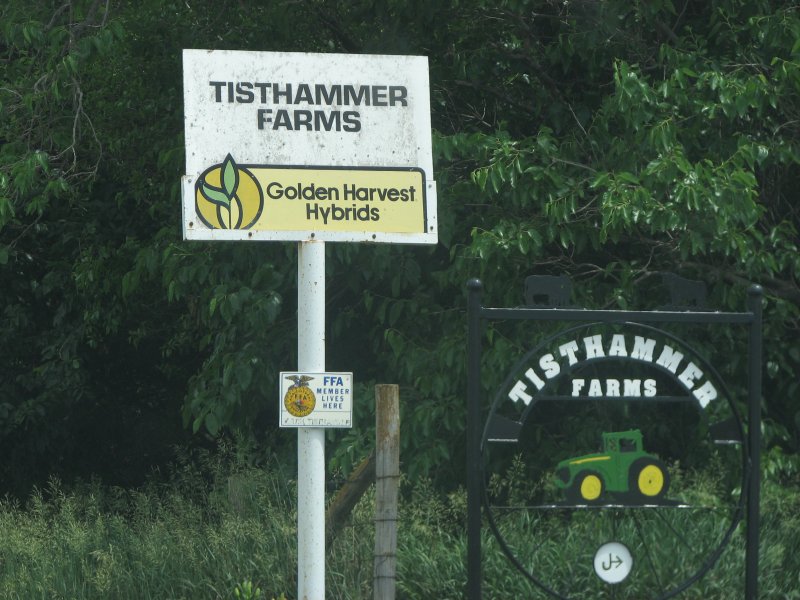 TISTHAMMER
FARMS
Golden Harvest
Hybrids
FFA
MEMBER
LIVES
HERE
TISTHAMMER
FARMS
J